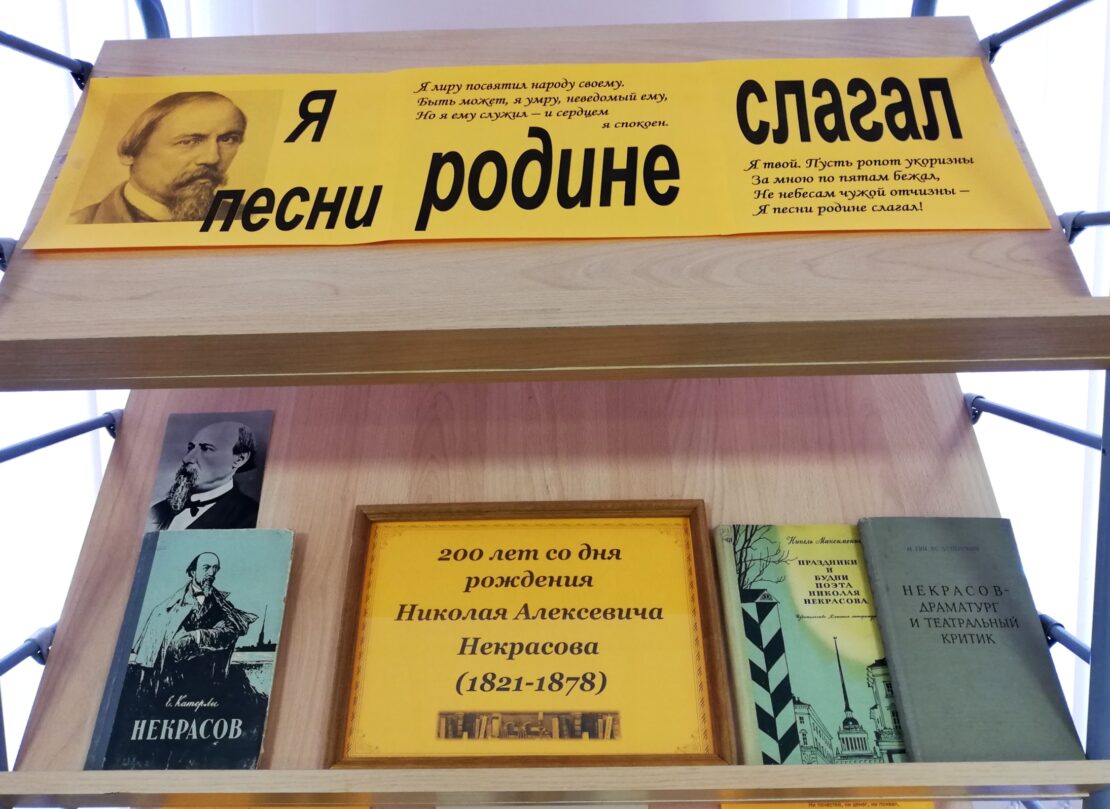 Я
песни
Я лиру посвятил народу своему.
Быть может, я умру, неведомый ему,
Но я ему служил – и сердцем
я спокоен.
родине
слагал
Я твой. Пусть ропот укоризны
За мною по пятам бежал,
Не небесам чужой отчизны –
Я песни родине слагал!
Е. Катерли
НЕКРАСОВ
200 лет со дня
рождения
Николая Алексевича
Некрасова
(1821-1878)
Нинель Максименко
ПРАЗДНИКИ
И
БУДНИ
ПОЭТА
НИКОЛАЯ
НЕКРАСОВА
НЕКРАСОВ-
ДРАМАТУРГ
И ТЕАТРАЛЬНЫЙ
КРИТИК